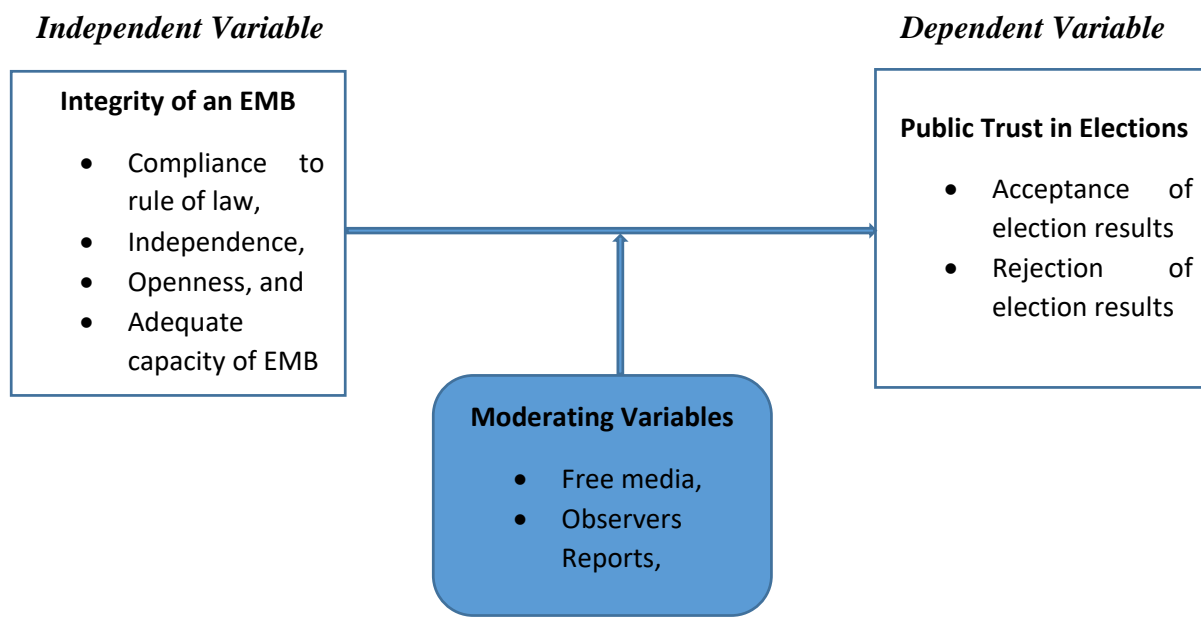 Independent Variable
Dependent Variable
Integrity of an EMB
• Compliance to
rule of law,
• Independence,
• Openness, and
• Adequate
capacity of EMB
Public Trust in Elections
• Acceptance of
election results
• Rejection of
election results
Moderating Variables
• Free media,
• Observers
Reports,